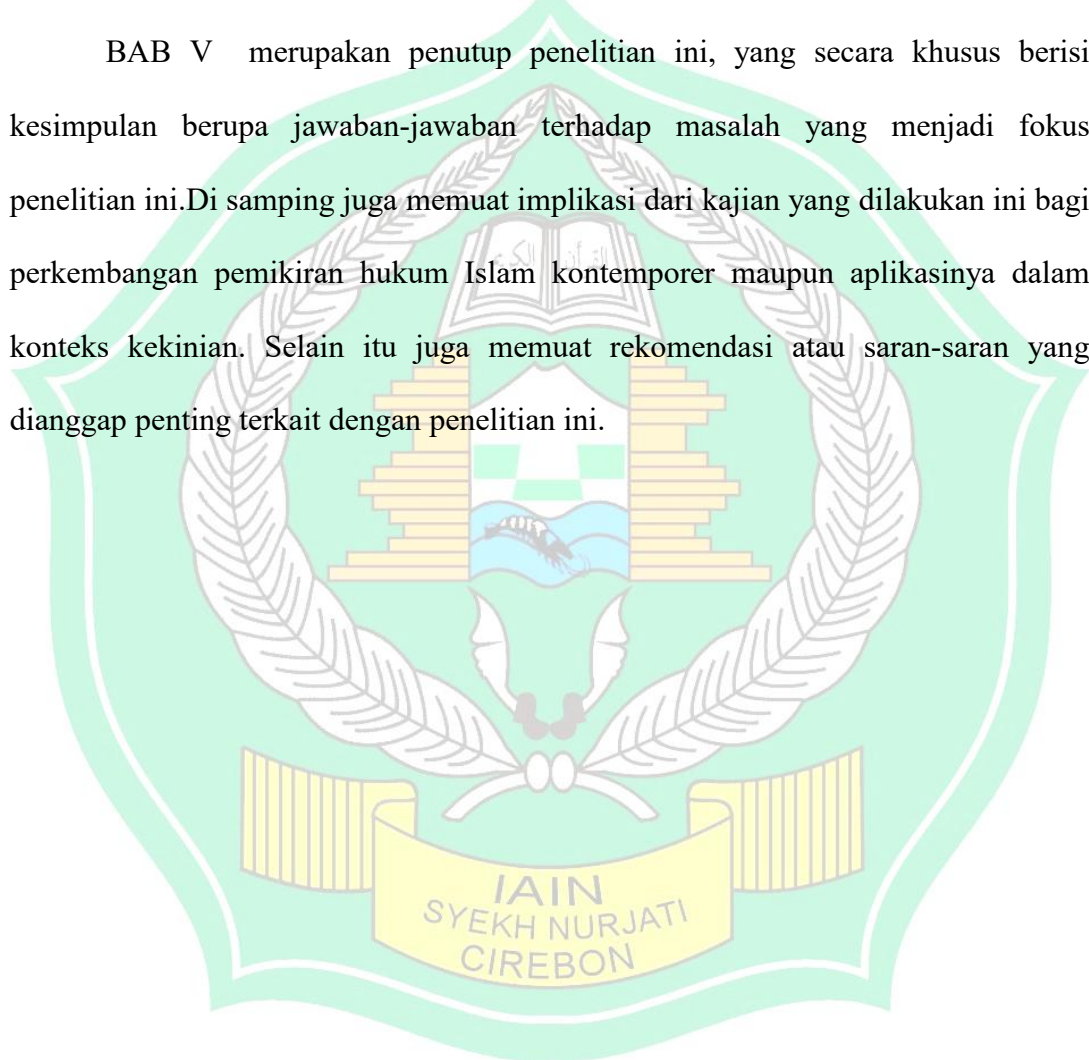 BAB V merupakan penutup penelitian ini, yang secara khusus berisi
kesimpulan berupa jawaban-jawaban terhadap masalah yang menjadi fokus
penelitian ini.Di samping juga memuat implikasi dari kajian yang dilakukan ini bagi
perkembangan pemikiran hukum Islam kontemporer maupun aplikasinya dalam
konteks kekinian. Selain itu juga memuat rekomendasi atau saran-saran yang
dianggap penting terkait dengan penelitian ini.
القرآن الكريم
IAIN
SYEKH NURJATI
CIREBON